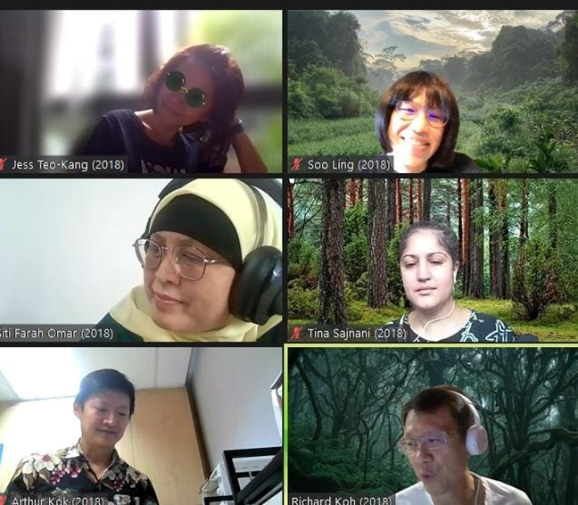 Jess Teo-Kang (2018)
Soo Ling (2018)
Siti Farah Omar (2018)
Tina Sajnani (2018)
Arthur Kok (2018)
Richard Koh (2018)